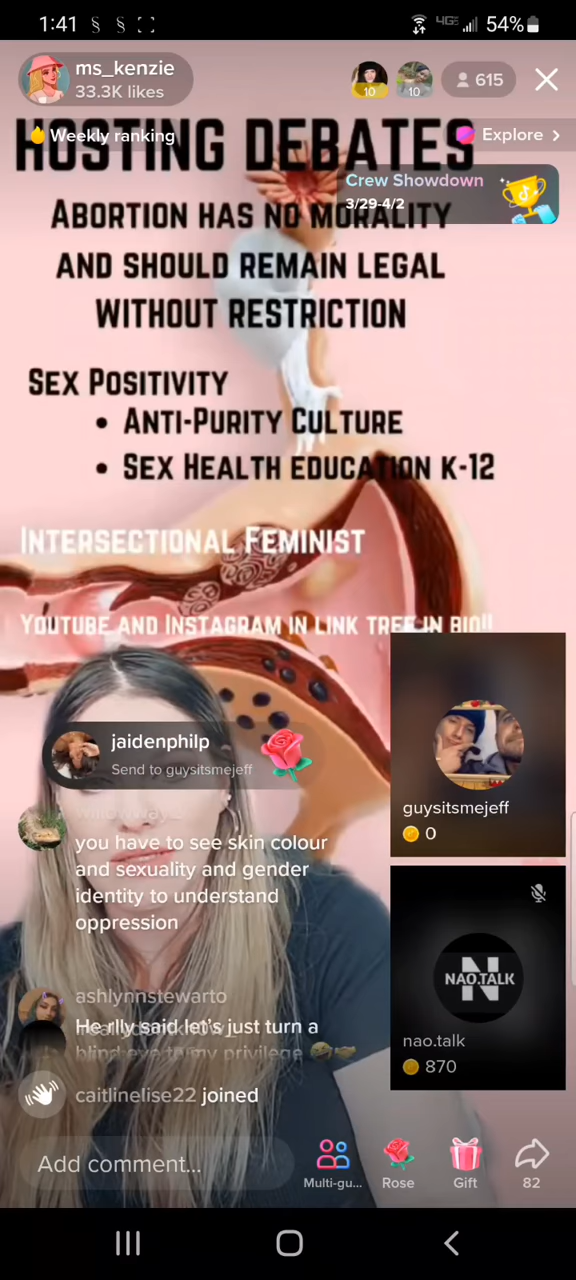 1:41
4G
54%
ms_kenzie
33.3K likes
10
10
615
Weekly ranking
Explore >
HOSTING DEBATES
Crew Showdown
3/29-4/2
ABORTION HAS NO MORALITY
AND SHOULD REMAIN LEGAL
WITHOUT RESTRICTION
SEX POSITIVITY
• ANTI-PURITY CULTURE
• SEX HEALTH EDUCATION K-12
INTERSECTIONAL FEMINIST
YOUTUBE AND INSTAGRAM IN LINK TREE IN BIO!!
jaidenphilp
Send to guysitsmejeff
you have to see skin colour
and sexuality and gender
identity to understand
oppression
ashlynnstewarto
He rlly said let's just turn a
blind eye to my privilege
caitlinelise22 joined
guysitsmejeff
0
N
NAO.TALK
nao.talk
870
Add comment...
Multi-gu...
Rose
Gift
82